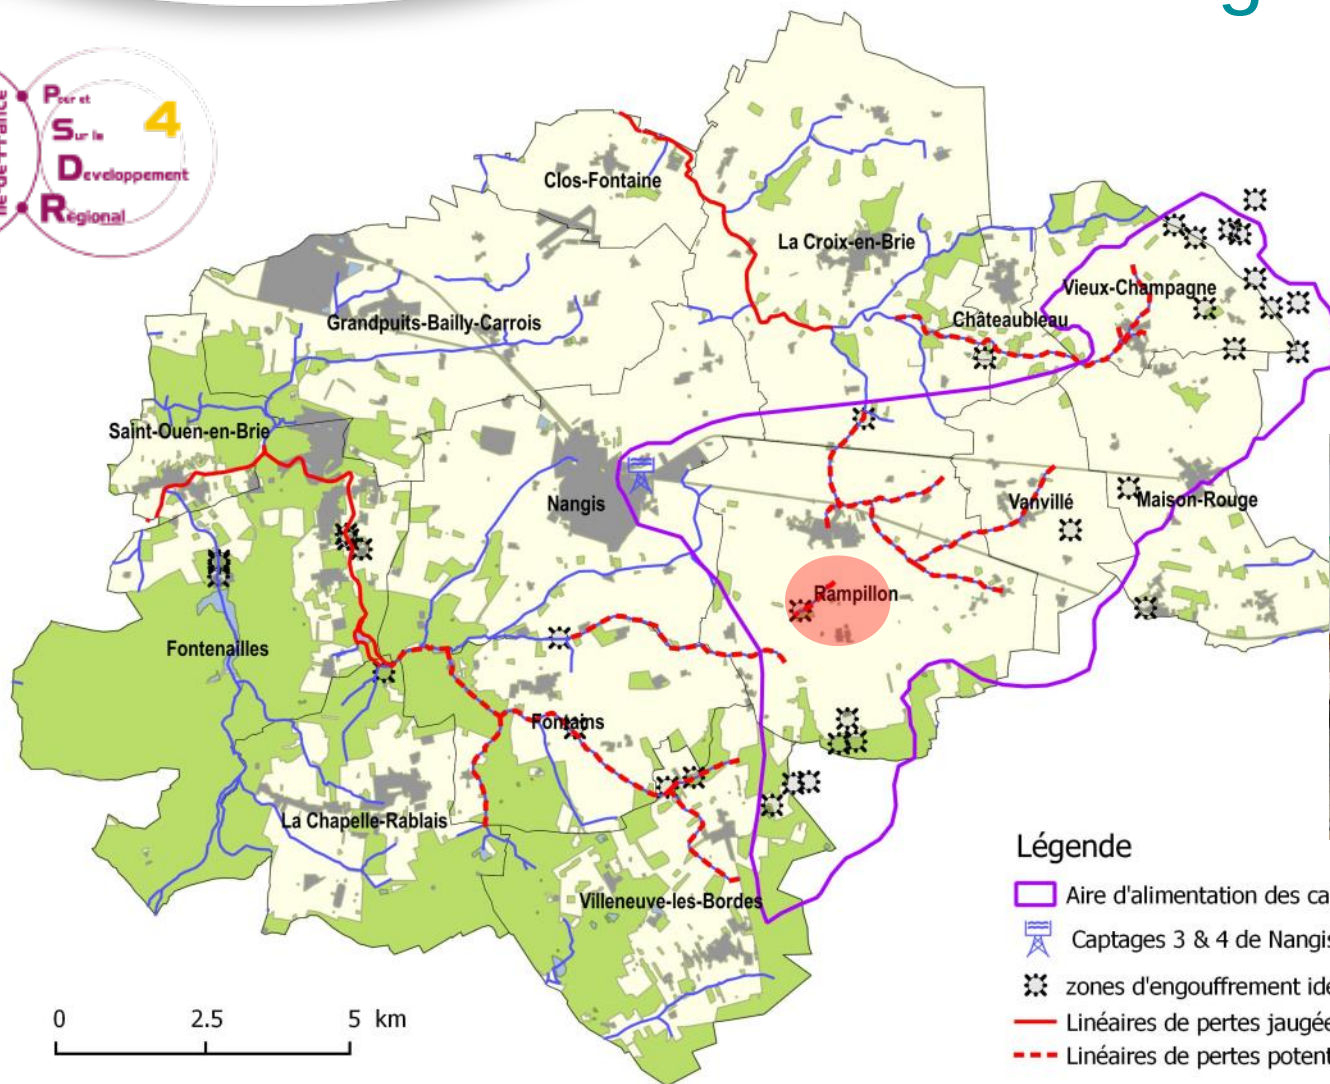 g
Ile-de-France
Pour et
Sur le
Developpement
Régional
4
Clos-Fontaine
La Croix-en-Brie
Vieux-Champagne
Châteaubleau
Grandpuits-Bailly-Carrois
Saint-Ouen-en-Brie
Nangis
Vanvillé
Maison-Rouge
Rampillon
Fontenailles
Fontains
La Chapelle-Rablais
Villeneuve-les-Bordes
Légende
Aire d'alimentation des ca
Captages 3 & 4 de Nangis
zones d'engouffrement ide
Linéaires de pertes jaugée
Linéaires de pertes potent
0 2.5 5 km